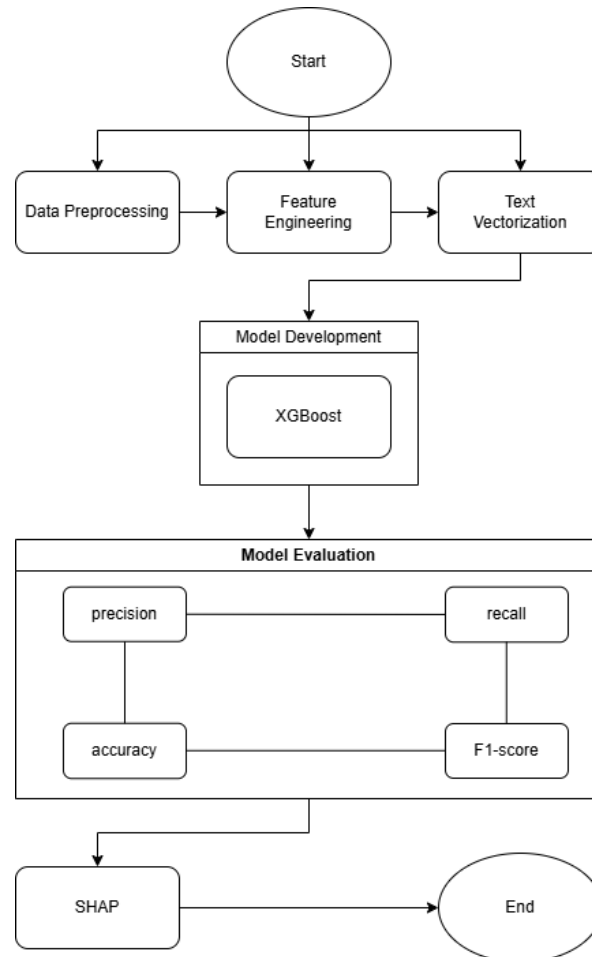 Start
Data Preprocessing
Feature
Engineering
Text
Vectorization
Model Development
XGBoost
Model Evaluation
precision
recall
accuracy
F1-score
SHAP
End